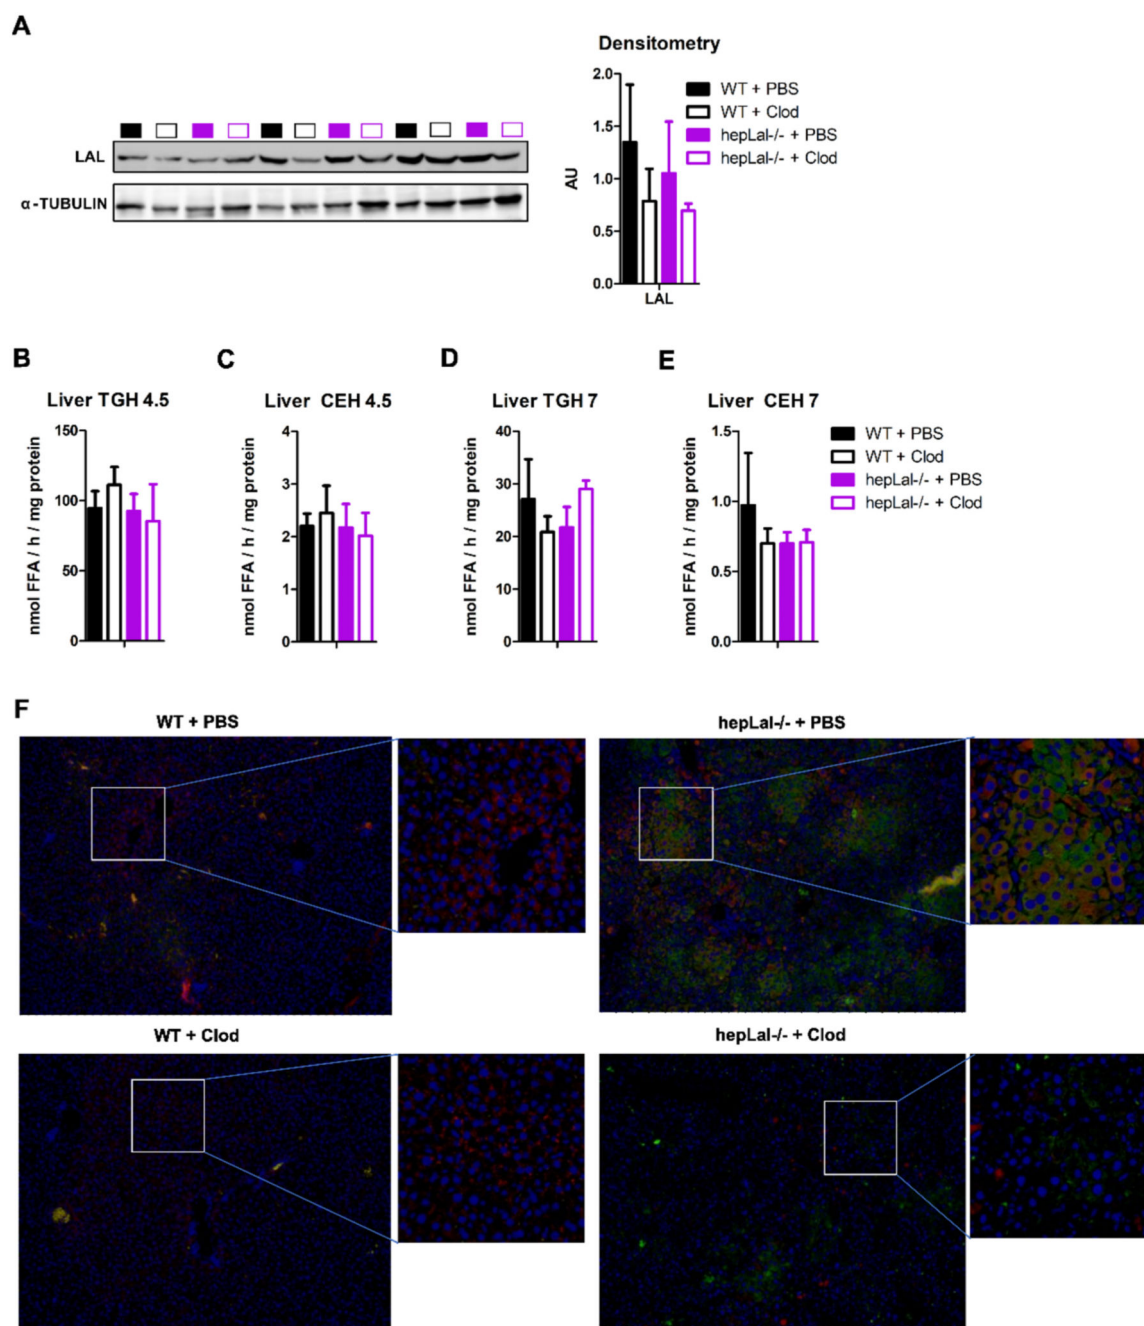 A
Densitometry
LAL
α-TUBULIN
AU
2.0
1.5
1.0
0.5
0.0
LAL
WT + PBS
WT + Clod
hepLal-/- + PBS
hepLal-/- + Clod
B
Liver TGH 4.5
nmol FFA / h / mg protein
150
100
50
0
C
Liver CEH 4.5
nmol FFA / h / mg protein
4
3
2
1
0
D
Liver TGH 7
nmol FFA / h / mg protein
40
30
20
10
0
E
Liver CEH 7
nmol FFA / h / mg protein
1.5
1.0
0.5
0.0
WT + PBS
WT + Clod
hepLal-/- + PBS
hepLal-/- + Clod
F
WT + PBS
hepLal-/- + PBS
WT + Clod
hepLal-/- + Clod